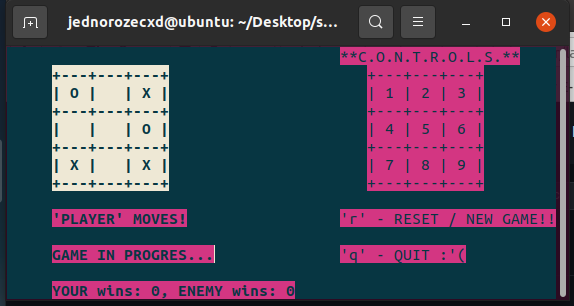 jednorozecxd@ubuntu: ~/Desktop/s...
**C.O.N.T.R.O.L.S.**
+---+---+---+ +---+---+---+
| O |   | X | | 1 | 2 | 3 |
+---+---+---+ +---+---+---+
|   |   | O | | 4 | 5 | 6 |
+---+---+---+ +---+---+---+
| X |   | X | | 7 | 8 | 9 |
+---+---+---+ +---+---+---+
'PLAYER' MOVES! 'r' - RESET / NEW GAME!!
GAME IN PROGRES... 'q' - QUIT :'(
YOUR wins: 0, ENEMY wins: 0